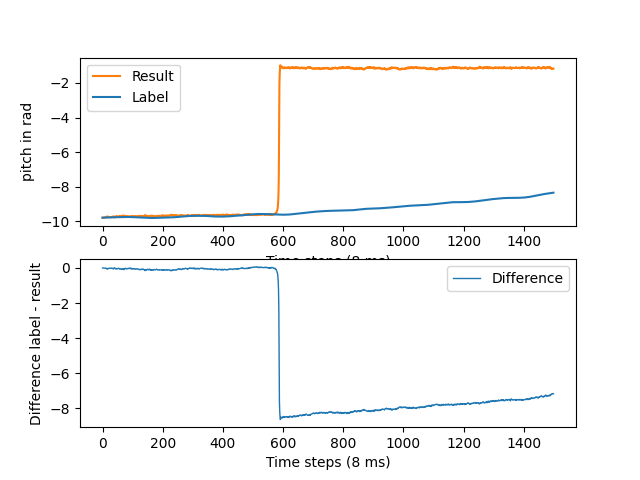 pitch in rad
−2
−4
−6
−8
−10
Result
Label
0 200 400 600 800 1000 1200 1400
Time steps (8 ms)
Difference label - result
0
−2
−4
−6
−8
Difference
0 200 400 600 800 1000 1200 1400
Time steps (8 ms)